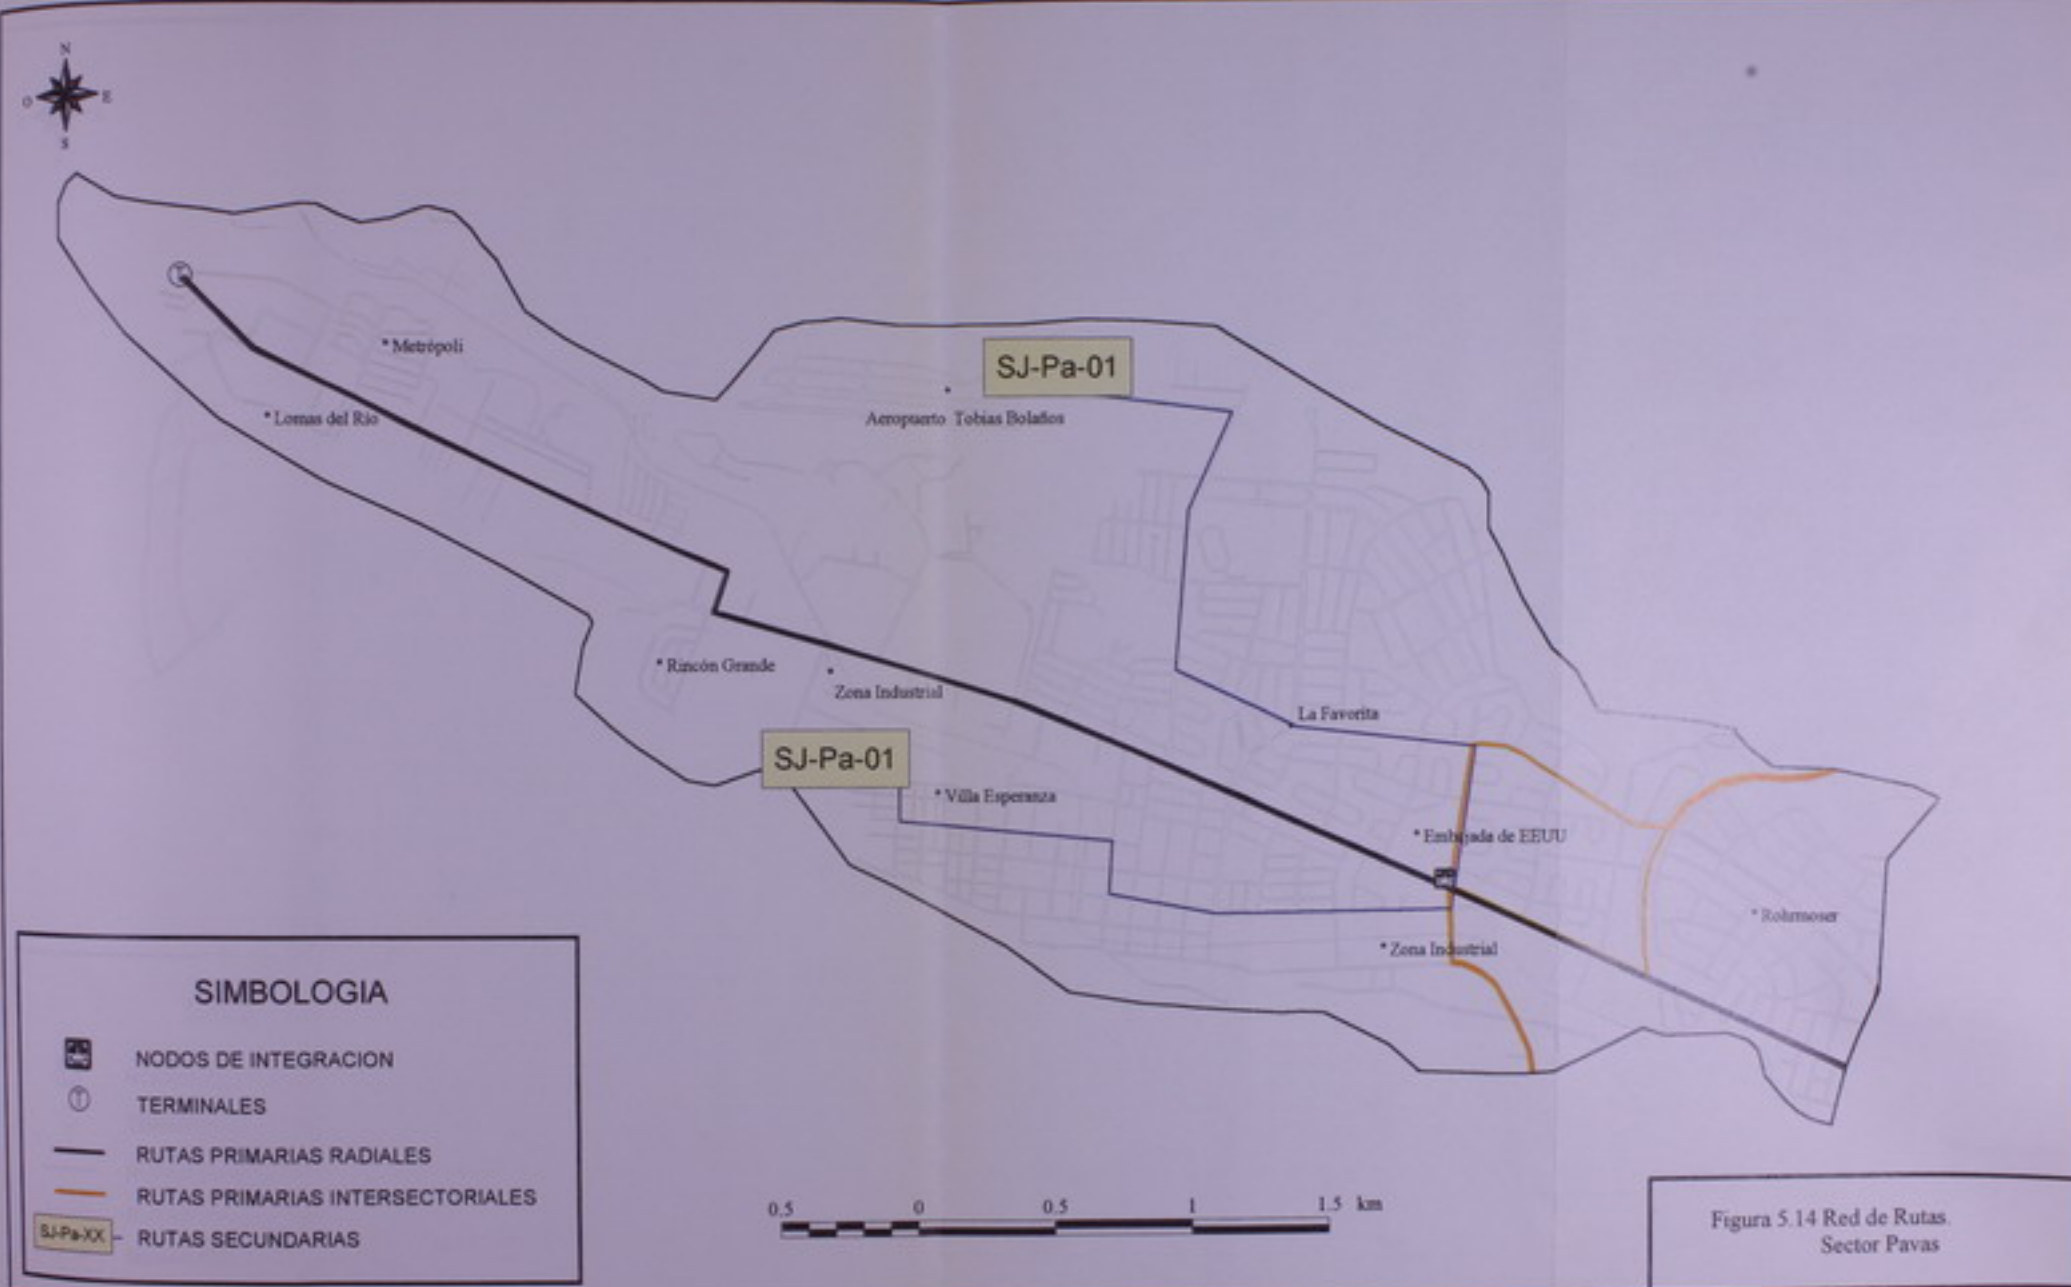 N
O E
S
Metrópoli
Lomas del Río
SJ-Pa-01
Aeropuerto Tobias Bolaños
Rincón Grande
Zona Industrial
La Favorita
SJ-Pa-01
Villa Esperanza
Embajada de EEUU
Rohrmoser
Zona Industrial
SIMBOLOGIA
NODOS DE INTEGRACION
T TERMINALES
RUTAS PRIMARIAS RADIALES
RUTAS PRIMARIAS INTERSECTORIALES
SJ-Pa-XX RUTAS SECUNDARIAS
0.5 0 0.5 1 1.5 km
Figura 5.14 Red de Rutas.
Sector Pavas